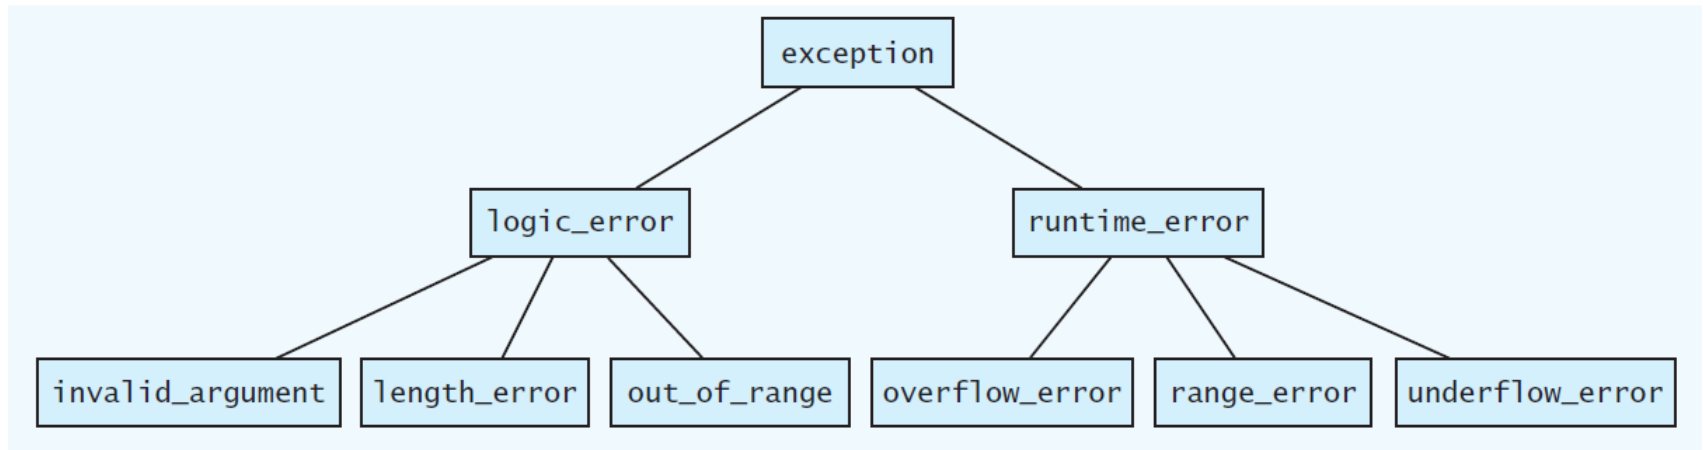 exception
logic_error
runtime_error
invalid_argument
length_error
out_of_range
overflow_error
range_error
underflow_error